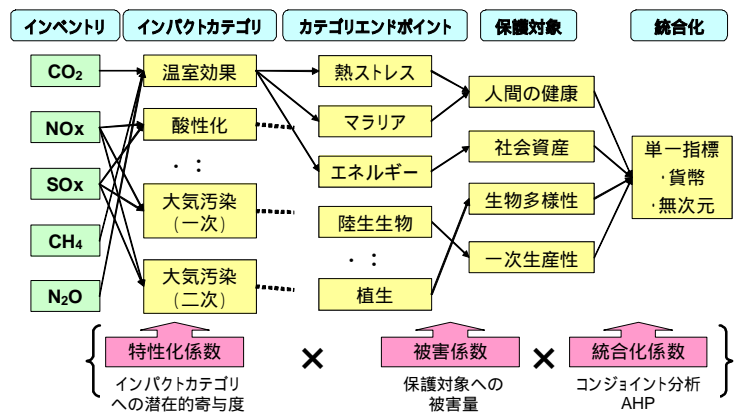 インベントリ
インパクトカテゴリ
カテゴリエンドポイント
保護対象
統合化
CO2
NOx
SOx
CH4
N2O
温室効果
酸性化
・：
大気汚染
(一次)
大気汚染
(二次)
熱ストレス
マラリア
エネルギー
陸生生物
・：
植生
人間の健康
社会資産
生物多様性
一次生産性
単一指標
・貨幣
・無次元
特性化係数
×
被害係数
×
統合化係数
インパクトカテゴリ
への潜在的寄与度
保護対象への
被害量
コンジョイント分析
AHP